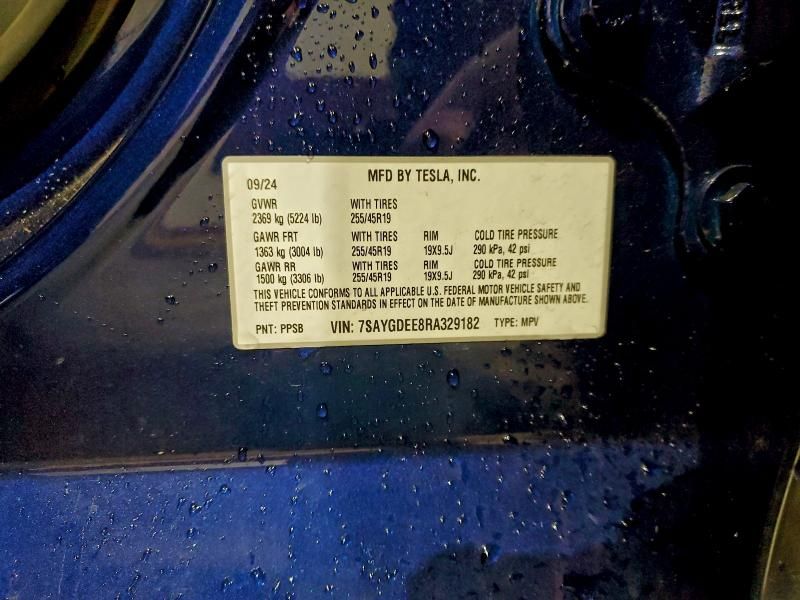 MFD BY TESLA, INC.
09/24
GVWR WITH TIRES
2369 kg (5224 lb) 255/45R19
GAWR FRT WITH TIRES RIM COLD TIRE PRESSURE
1363 kg (3004 lb) 255/45R19 19X9.5J 290 kPa, 42 psi
GAWR RR WITH TIRES RIM COLD TIRE PRESSURE
1500 kg (3306 lb) 255/45R19 19X9.5J 290 kPa, 42 psi
THIS VEHICLE CONFORMS TO ALL APPLICABLE U.S. FEDERAL MOTOR VEHICLE SAFETY AND
THEFT PREVENTION STANDARDS IN EFFECT ON THE DATE OF MANUFACTURE SHOWN ABOVE.
PNT: PPSB VIN: 7SAYGDEE8RA329182 TYPE: MPV